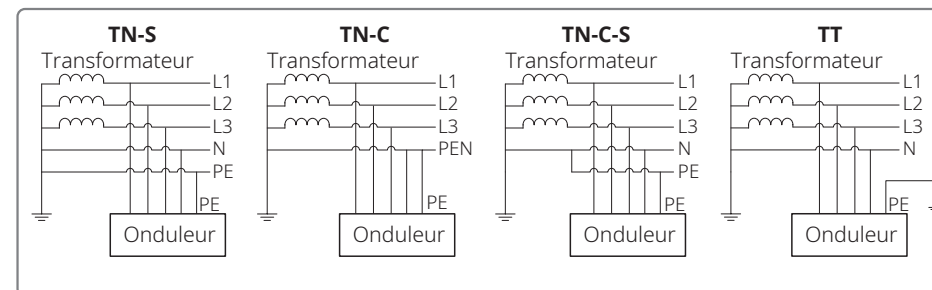 TN-S
Transformateur
L1
L2
L3
N
PE
PE
Onduleur
TN-C
Transformateur
L1
L2
L3
PEN
PE
Onduleur
TN-C-S
Transformateur
L1
L2
L3
N
PE
PE
Onduleur
TT
Transformateur
L1
L2
L3
N
PE
Onduleur